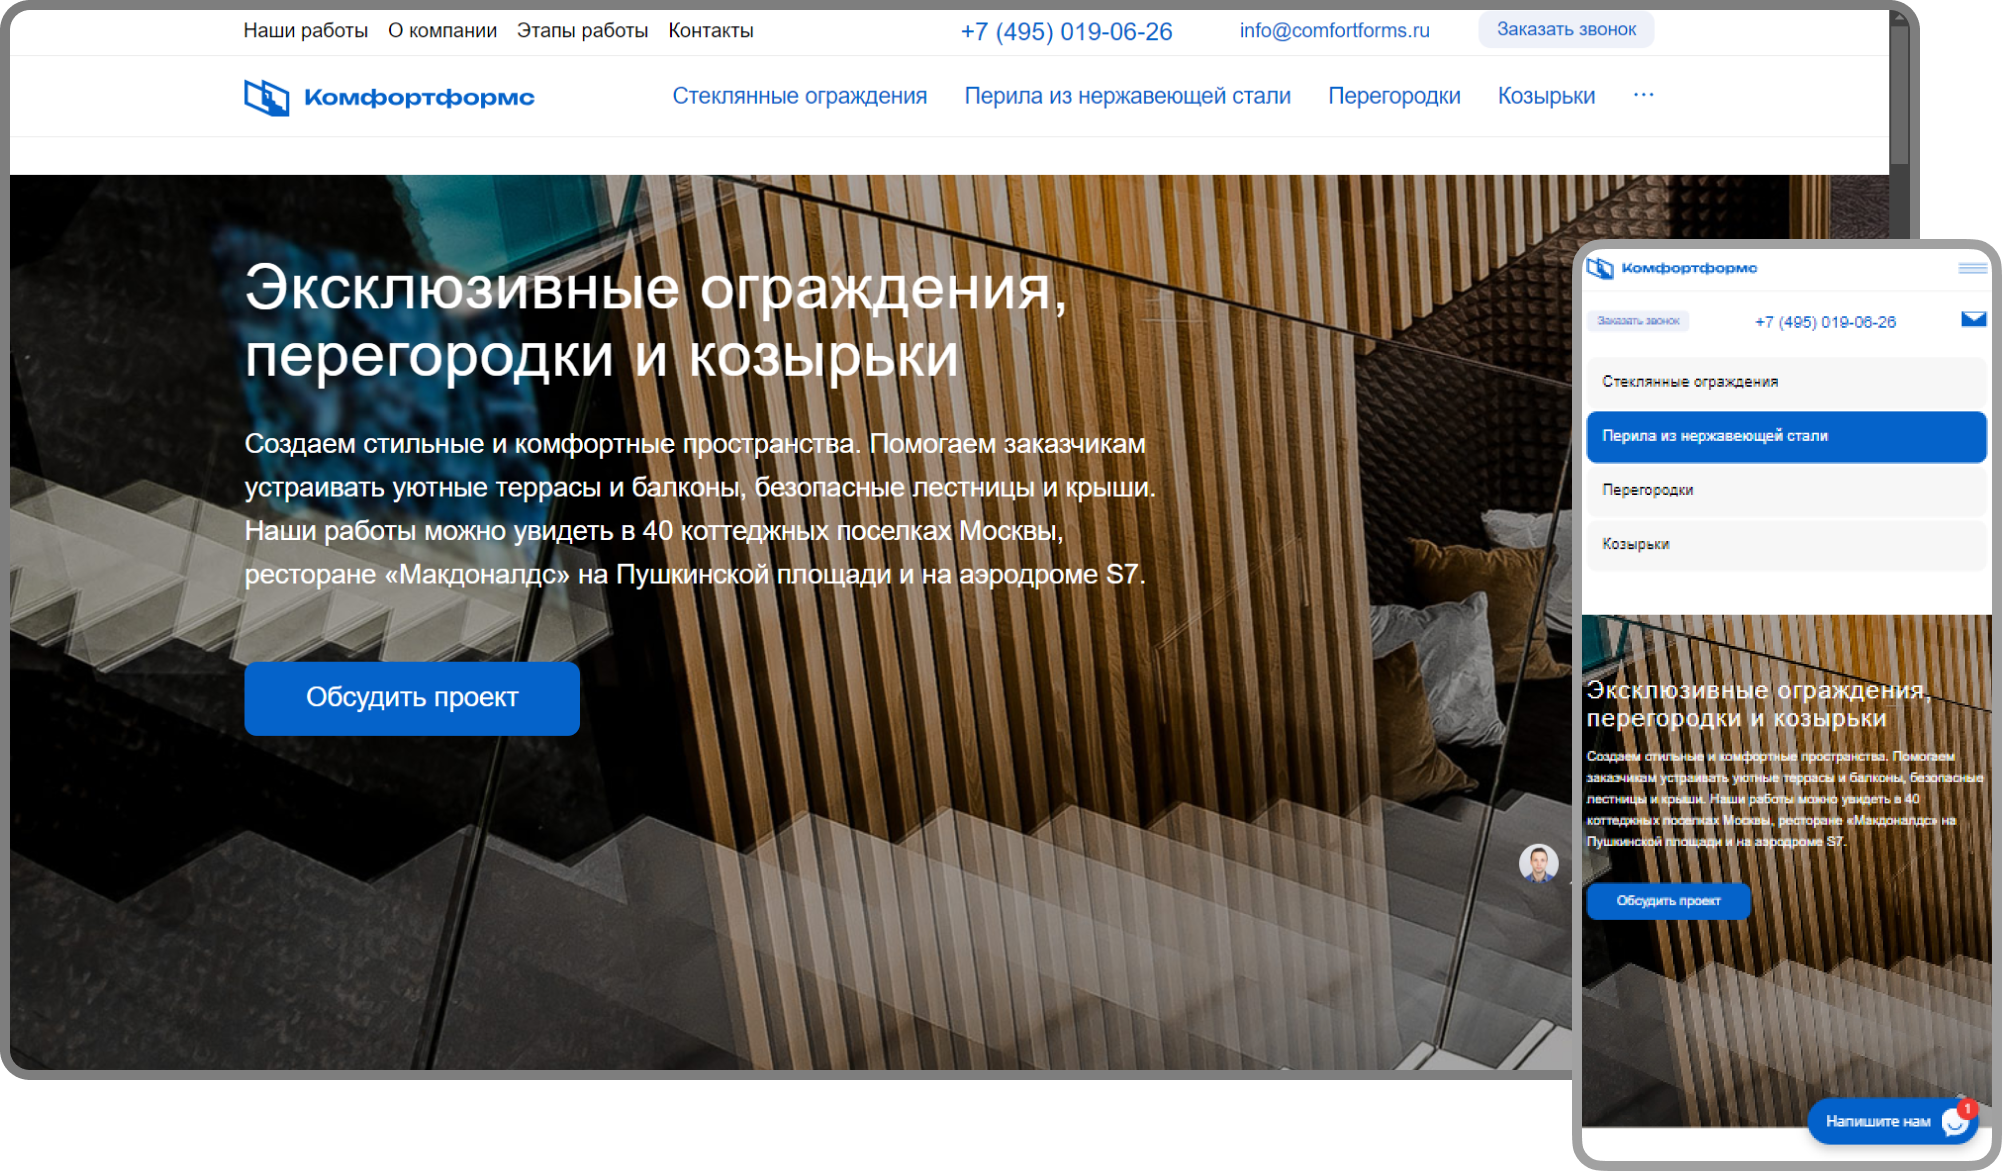 Наши работы О компании Этапы работы Контакты +7 (495) 019-06-26 info@comfortforms.ru Заказать звонок
Комфортформс Стеклянные ограждения Перила из нержавеющей стали Перегородки Козырьки ...
Эксклюзивные ограждения,
перегородки и козырьки
Создаем стильные и комфортные пространства. Помогаем заказчикам
устраивать уютные террасы и балконы, безопасные лестницы и крыши.
Наши работы можно увидеть в 40 коттеджных поселках Москвы,
ресторане «Макдоналдс» на Пушкинской площади и на аэродроме S7.
Обсудить проект
Комфортформс
Заказать звонок +7 (495) 019-06-26
Стеклянные ограждения
Перила из нержавеющей стали
Перегородки
Козырьки
Эксклюзивные ограждения,
перегородки и козырьки
Создаем стильные и комфортные пространства. Помогаем
заказчикам устраивать уютные террасы и балконы, безопасные
лестницы и крыши. Наши работы можно увидеть в 40
коттеджных поселках Москвы, ресторане «Макдоналдс» на
Пушкинской площади и на аэродроме S7.
Обсудить проект
Напишите нам 1